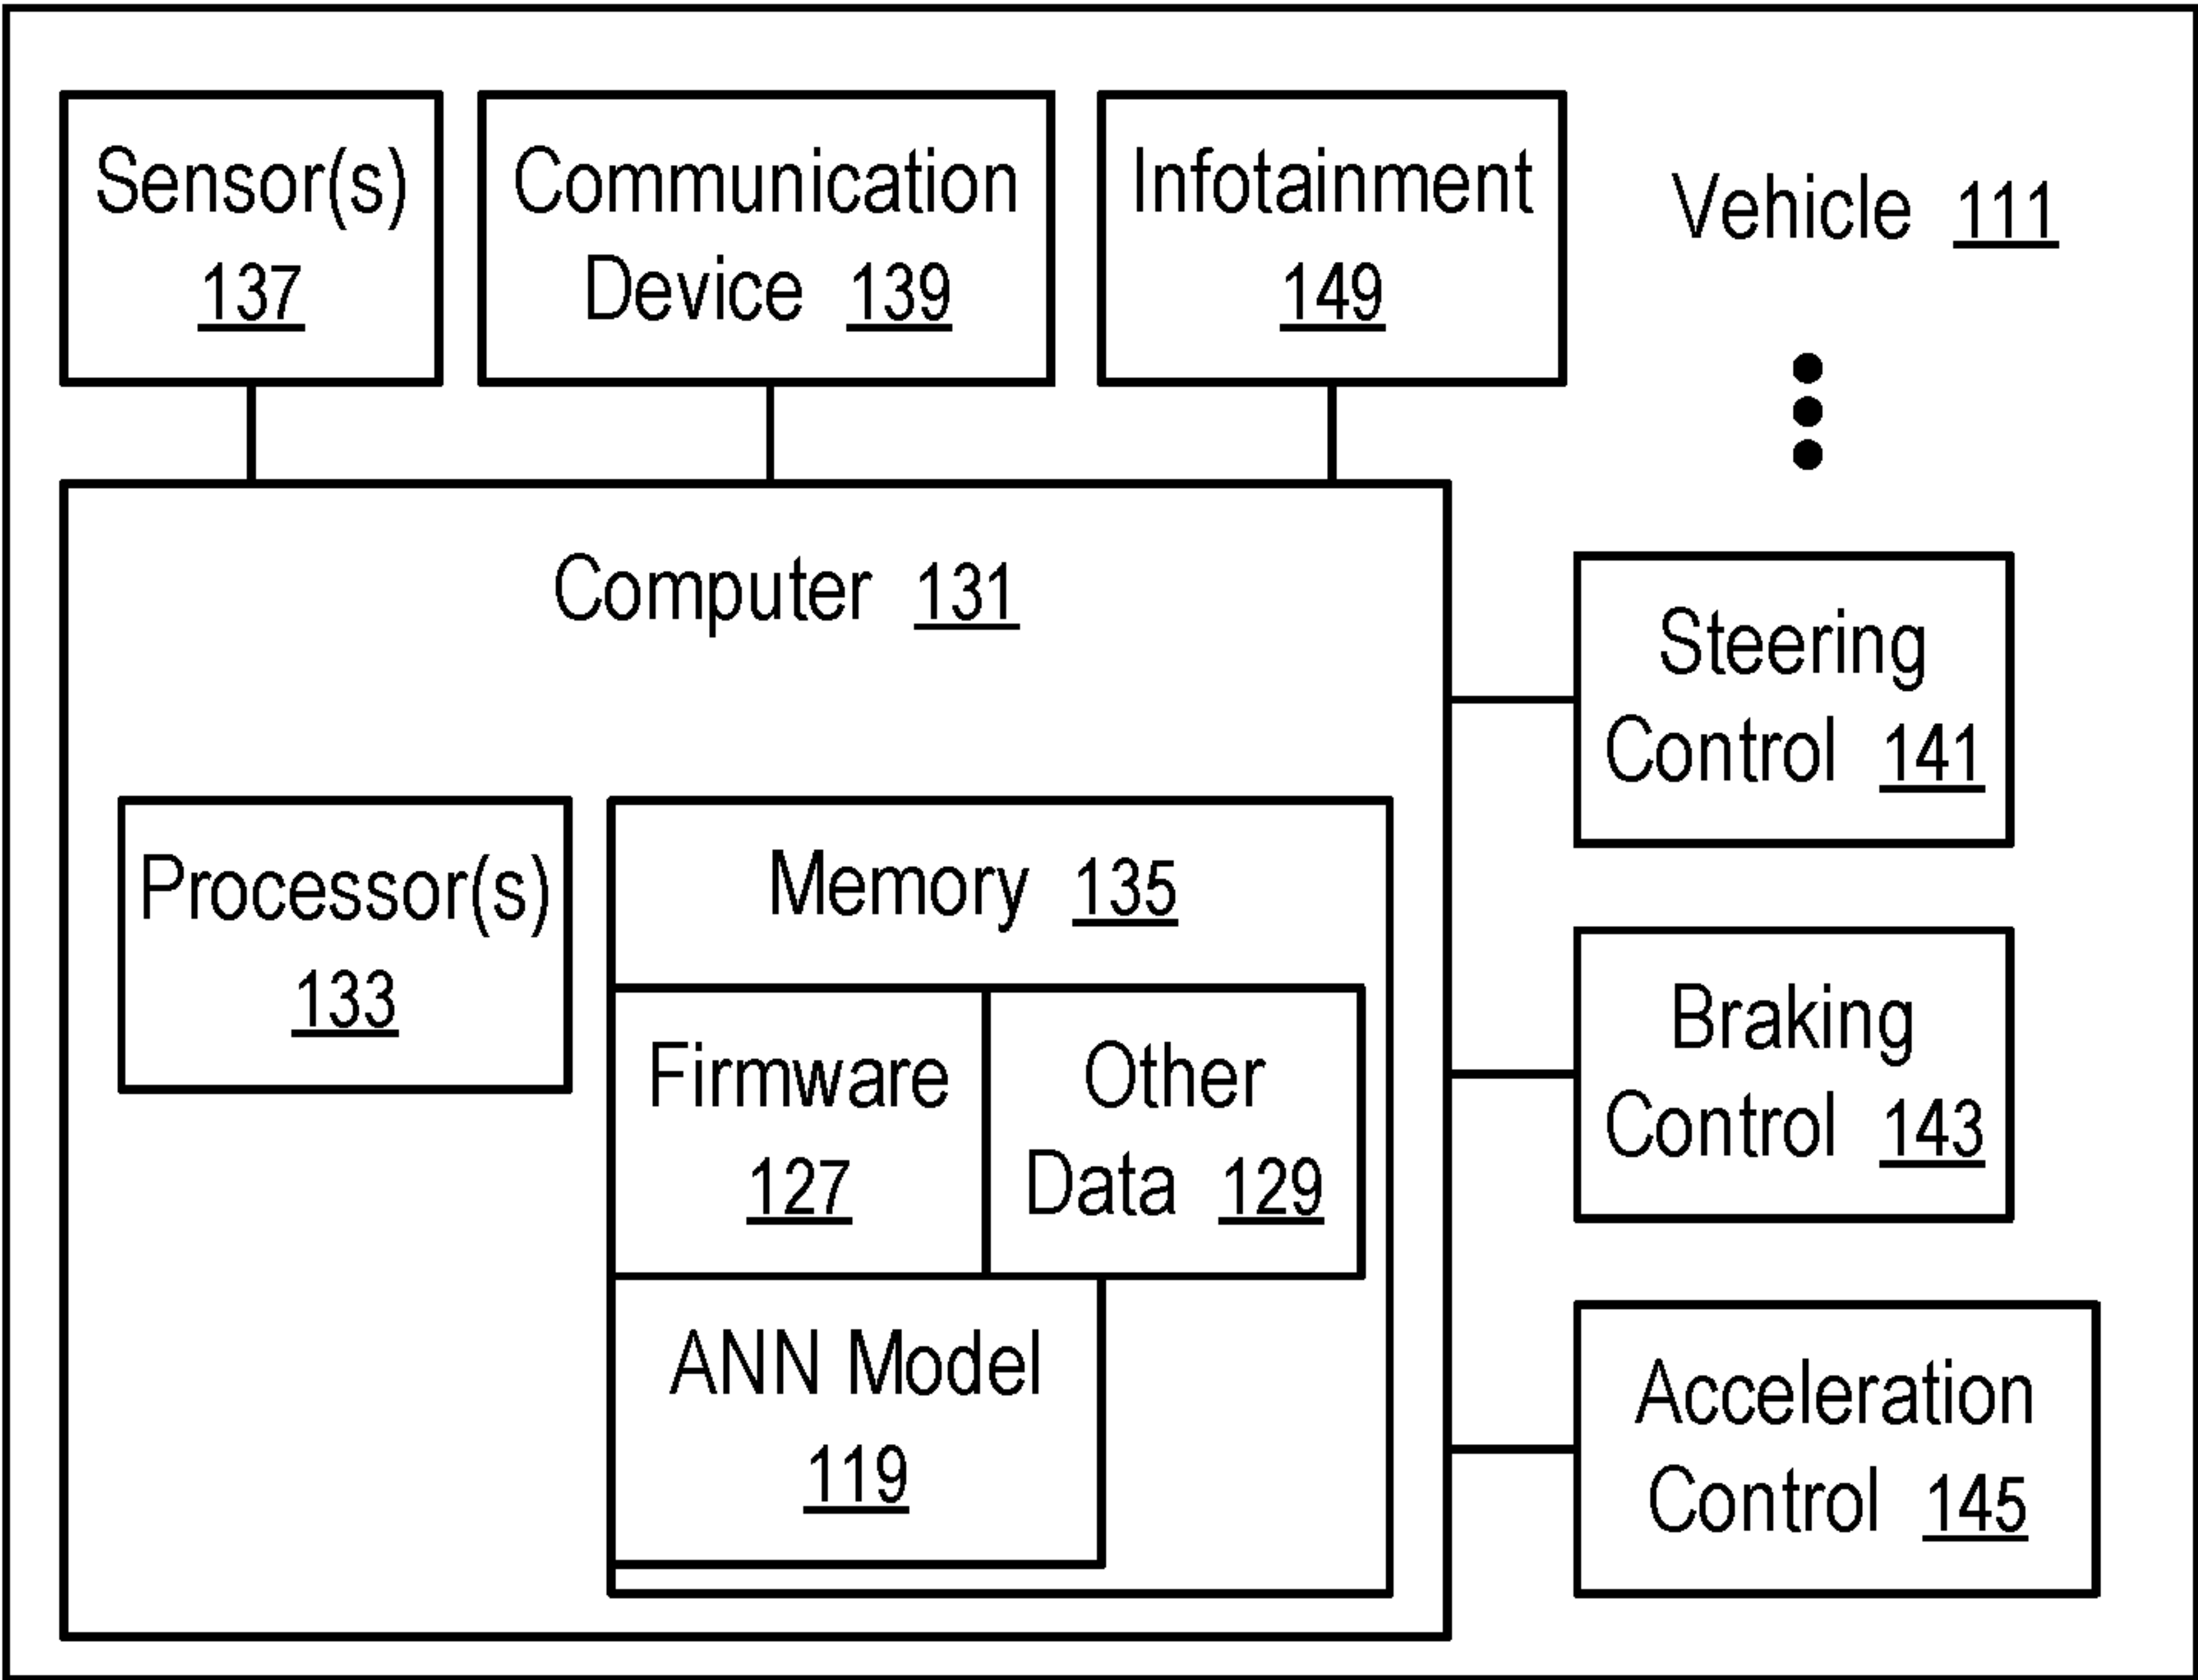 Sensor(s)
137
Communication
Device 139
Infotainment
149
Vehicle 111
Computer 131
Processor(s)
133
Memory 135
Firmware
127
Other
Data 129
ANN Model
119
Steering
Control 141
Braking
Control 143
Acceleration
Control 145